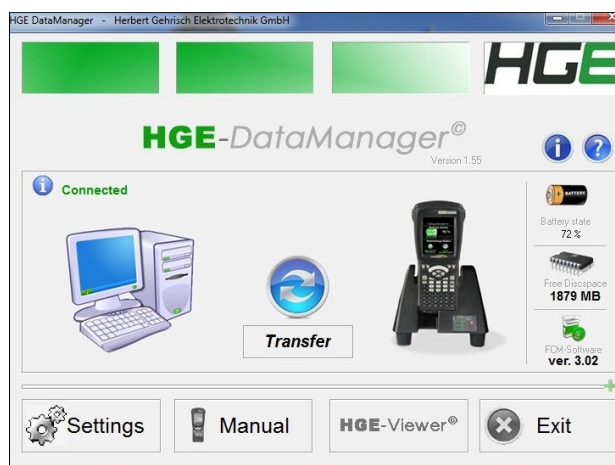 HGE DataManager - Herbert Gehrisch Elektrotechnik GmbH
HGE
HGE-DataManager©
Version 1.55
Connected
BATTERY
Battery state
72 %
Free Discspace
1879 MB
Transfer
FCM-Software
ver. 3.02
Settings
Manual
HGE-Viewer®
Exit